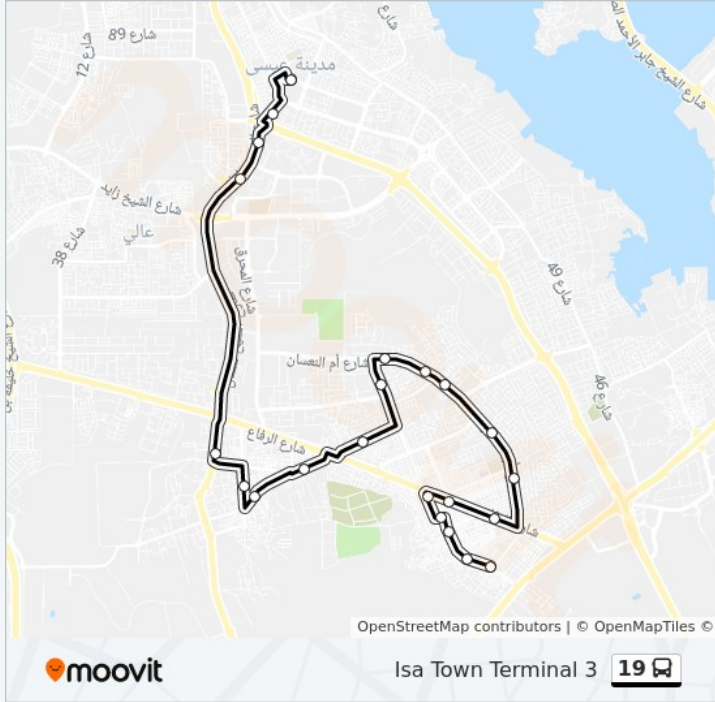 شارع 89
شارع 12
مدينة عيسى
شارع الشيخ جابر الأحمد
شارع الشيخ زايد
عالي
شارع 38
شارع المحرق
شارع 49
شارع أم النعسان
شارع 46
شارع الرفاع
OpenStreetMap contributors | © OpenMapTiles ©
moovit
Isa Town Terminal 3
19